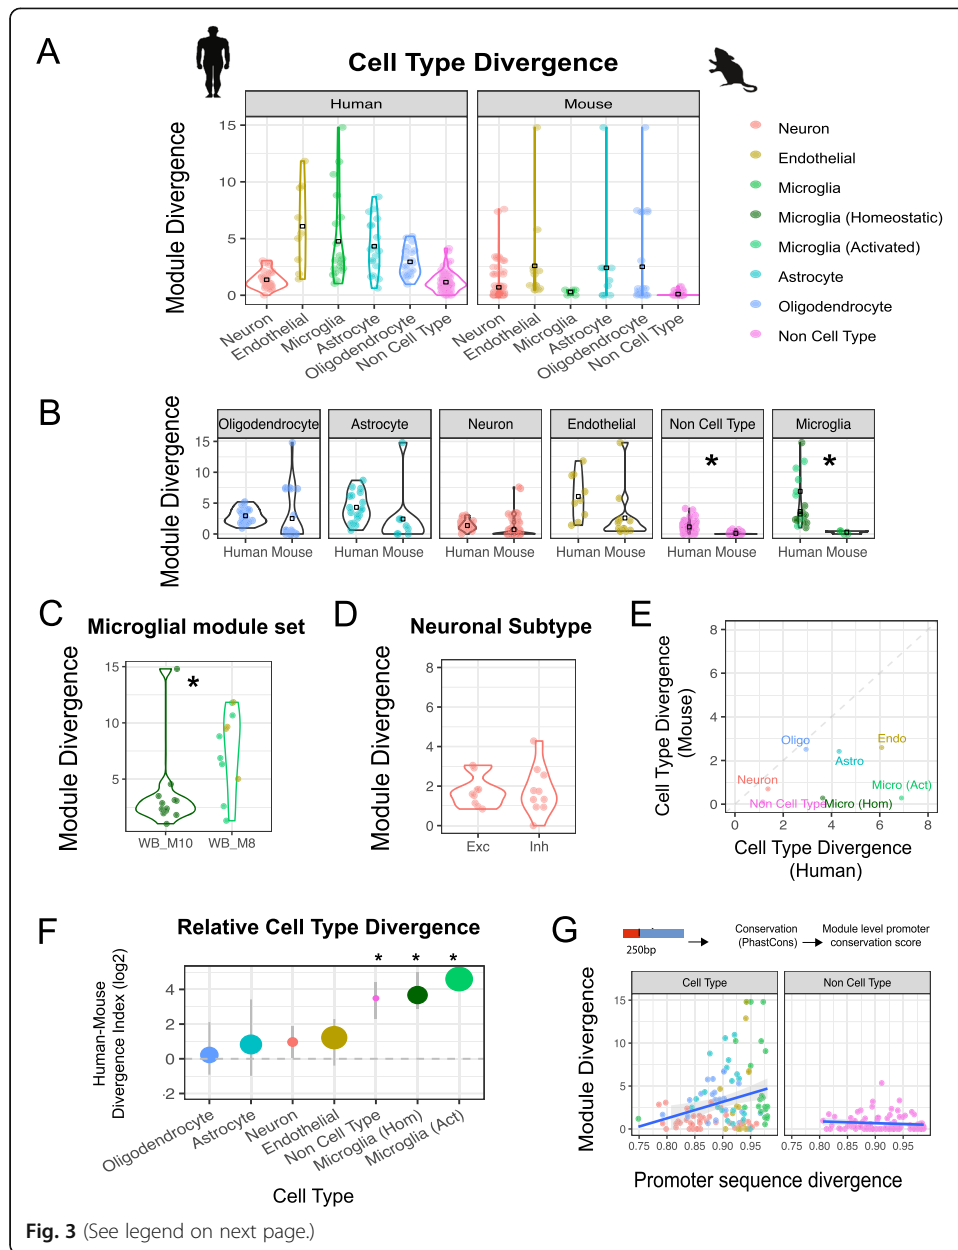 A
Cell Type Divergence
Human
Mouse
Module Divergence
15
10
5
0
Neuron
Endothelial
Microglia
Astrocyte
Oligodendrocyte
Non Cell Type
Neuron
Endothelial
Microglia
Astrocyte
Oligodendrocyte
Non Cell Type
Neuron
Endothelial
Microglia
Microglia (Homeostatic)
Microglia (Activated)
Astrocyte
Oligodendrocyte
Non Cell Type
B
Module Divergence
Oligodendrocyte
Astrocyte
Neuron
Endothelial
Non Cell Type
Microglia
15
10
5
0
*
*
Human Mouse
Human Mouse
Human Mouse
Human Mouse
Human Mouse
Human Mouse
C
Microglial module set
Module Divergence
15
10
5
*
WB_M10
WB_M8
D
Neuronal Subtype
Module Divergence
8
6
4
2
0
Exc
Inh
E
Cell Type Divergence
(Mouse)
8
6
4
2
0
Oligo
Endo
Astro
Neuron
Micro (Act)
Non Cell Type
Micro (Hom)
0
2
4
6
8
Cell Type Divergence
(Human)
F
Relative Cell Type Divergence
Human-Mouse
Divergence Index (log2)
4
2
0
-2
*
*
*
Oligodendrocyte
Astrocyte
Neuron
Endothelial
Non Cell Type
Microglia (Hom)
Microglia (Act)
Cell Type
G
250bp
Conservation
(PhastCons)
Module level promoter
conservation score
Cell Type
Non Cell Type
Module Divergence
15
10
5
0
0.75
0.80
0.85
0.90
0.95
0.75
0.80
0.85
0.90
0.95
Promoter sequence divergence
Fig. 3 (See legend on next page.)